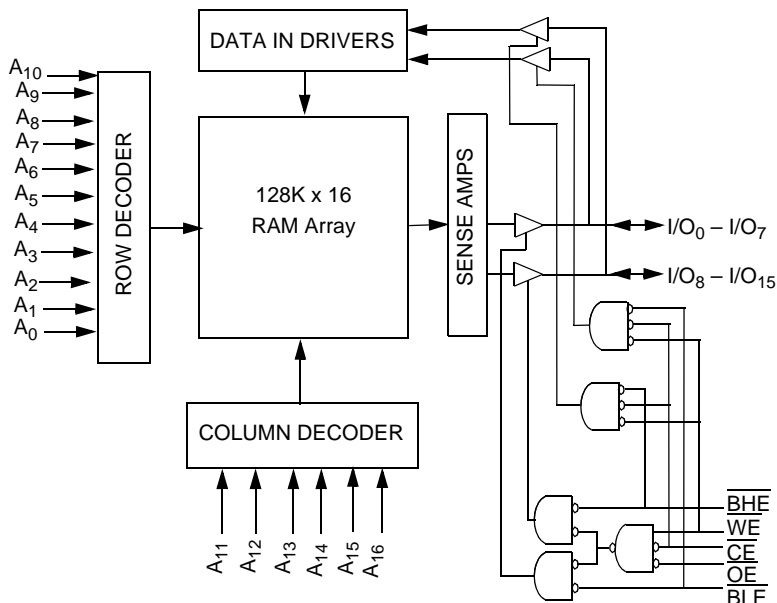 DATA IN DRIVERS
A10
A9
A8
A7
A6
A5
A4
A3
A2
A1
A0
ROW DECODER
128K x 16
RAM Array
SENSE AMPS
I/O0 – I/O7
I/O8 – I/O15
COLUMN DECODER
A11
A12
A13
A14
A15
A16
BHE
WE
CE
OE
BLE